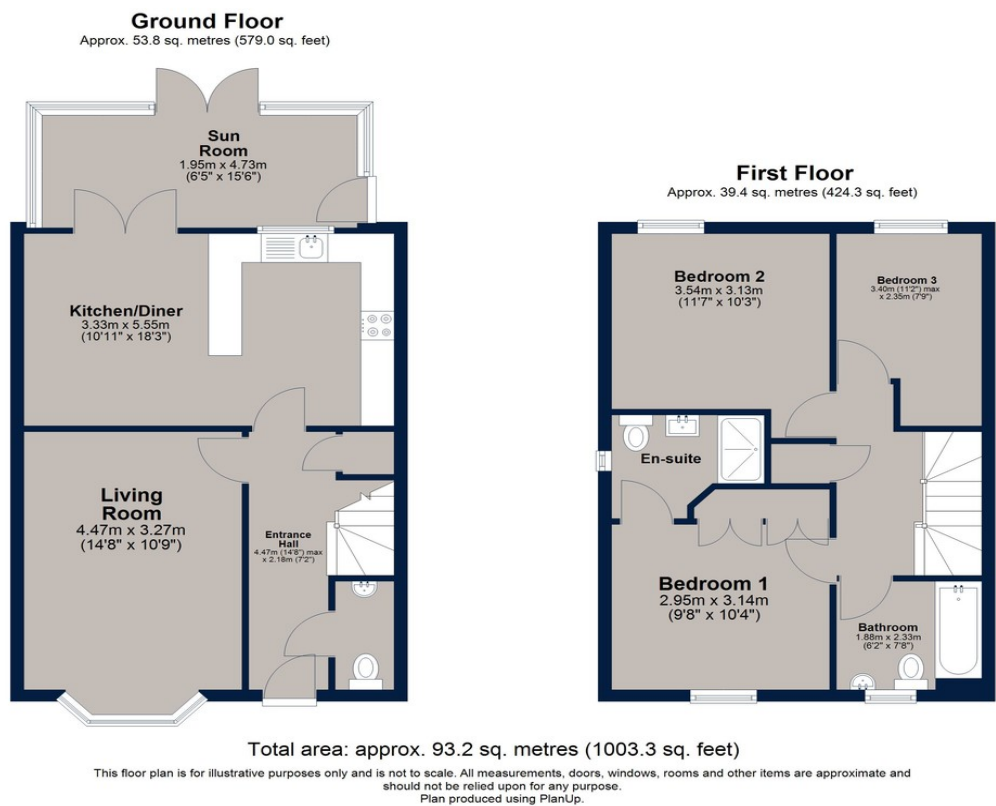 Ground Floor
Approx. 53.8 sq. metres (579.0 sq. feet)
Sun
Room
1.95m x 4.73m
(6'5" x 15'6")
Kitchen/Diner
3.33m x 5.55m
(10'11" x 18'3")
Living
Room
4.47m x 3.27m
(14'8" x 10'9")
Entrance
Hall
4.47m (14'8") max
x 2.18m (7'2")
First Floor
Approx. 39.4 sq. metres (424.3 sq. feet)
Bedroom 2
3.54m x 3.13m
(11'7" x 10'3")
Bedroom 3
3.40m (11'2") max
x 2.35m (7'9")
En-suite
Bedroom 1
2.95m x 3.14m
(9'8" x 10'4")
Bathroom
1.88m x 2.33m
(6'2" x 7'8")
Total area: approx. 93.2 sq. metres (1003.3 sq. feet)
This floor plan is for illustrative purposes only and is not to scale. All measurements, doors, windows, rooms and other items are approximate and
should not be relied upon for any purpose.
Plan produced using PlanUp.